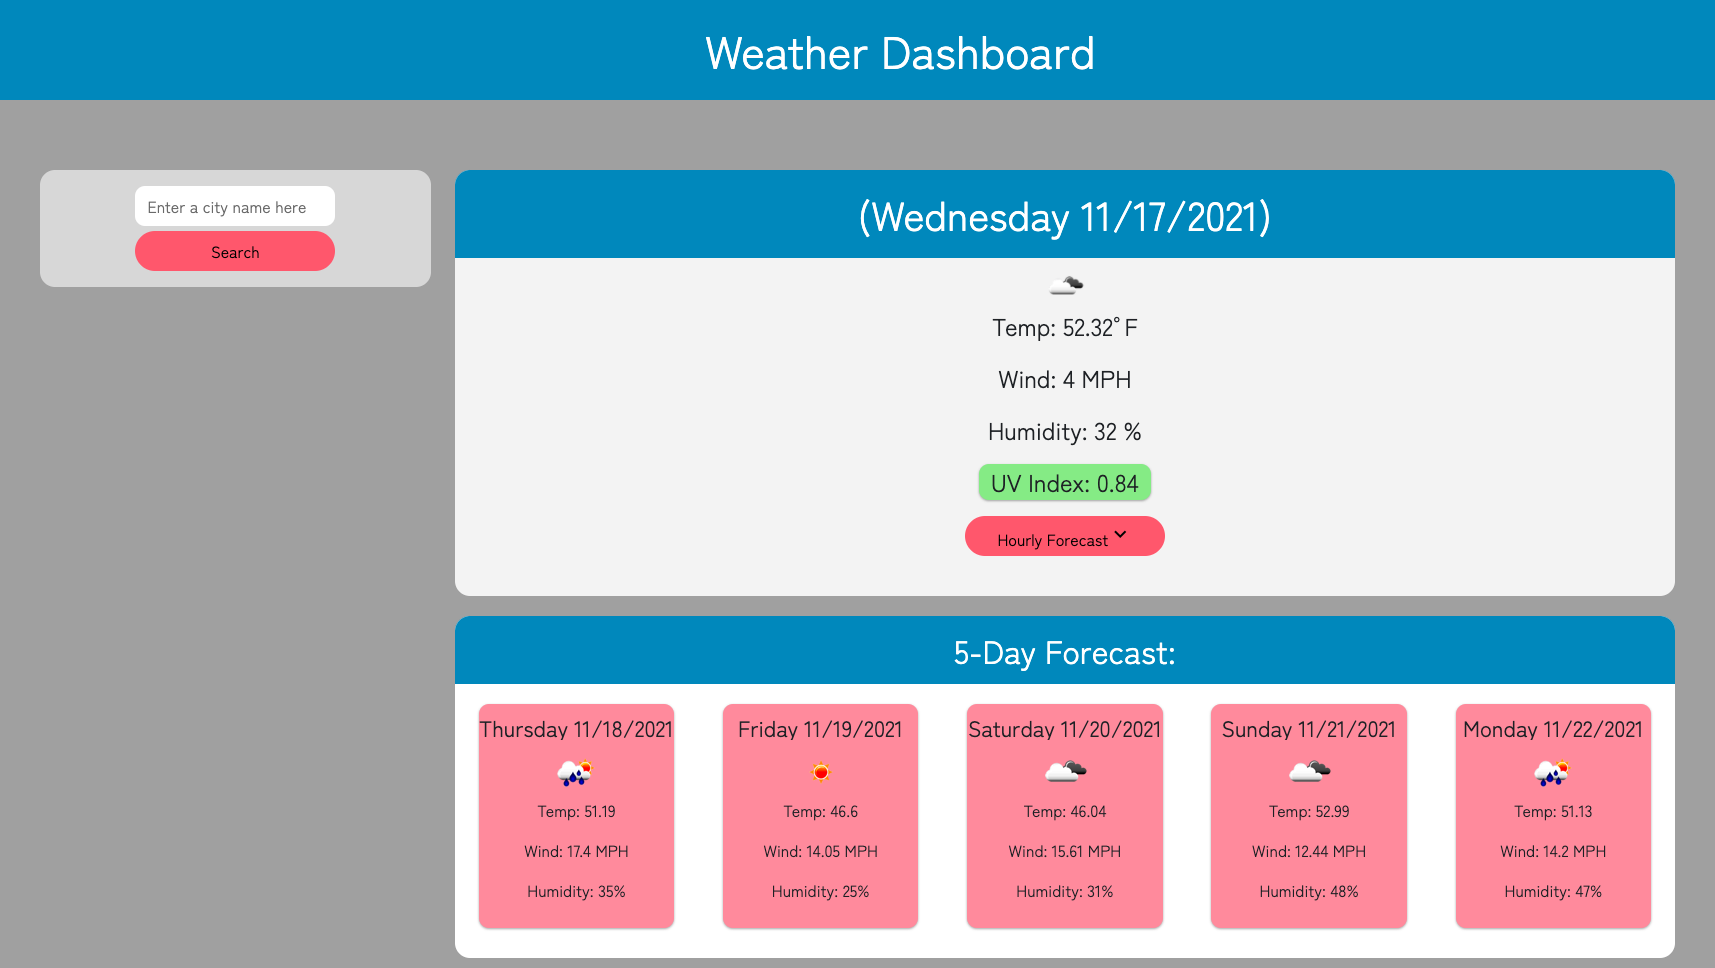 Weather Dashboard
Enter a city name here
Search
(Wednesday 11/17/2021)
Temp: 52.32° F
Wind: 4 MPH
Humidity: 32 %
UV Index: 0.84
Hourly Forecast
5-Day Forecast:
Thursday 11/18/2021
Temp: 51.19
Wind: 17.4 MPH
Humidity: 35%
Friday 11/19/2021
Temp: 46.6
Wind: 14.05 MPH
Humidity: 25%
Saturday 11/20/2021
Temp: 46.04
Wind: 15.61 MPH
Humidity: 31%
Sunday 11/21/2021
Temp: 52.99
Wind: 12.44 MPH
Humidity: 48%
Monday 11/22/2021
Temp: 51.13
Wind: 14.2 MPH
Humidity: 47%